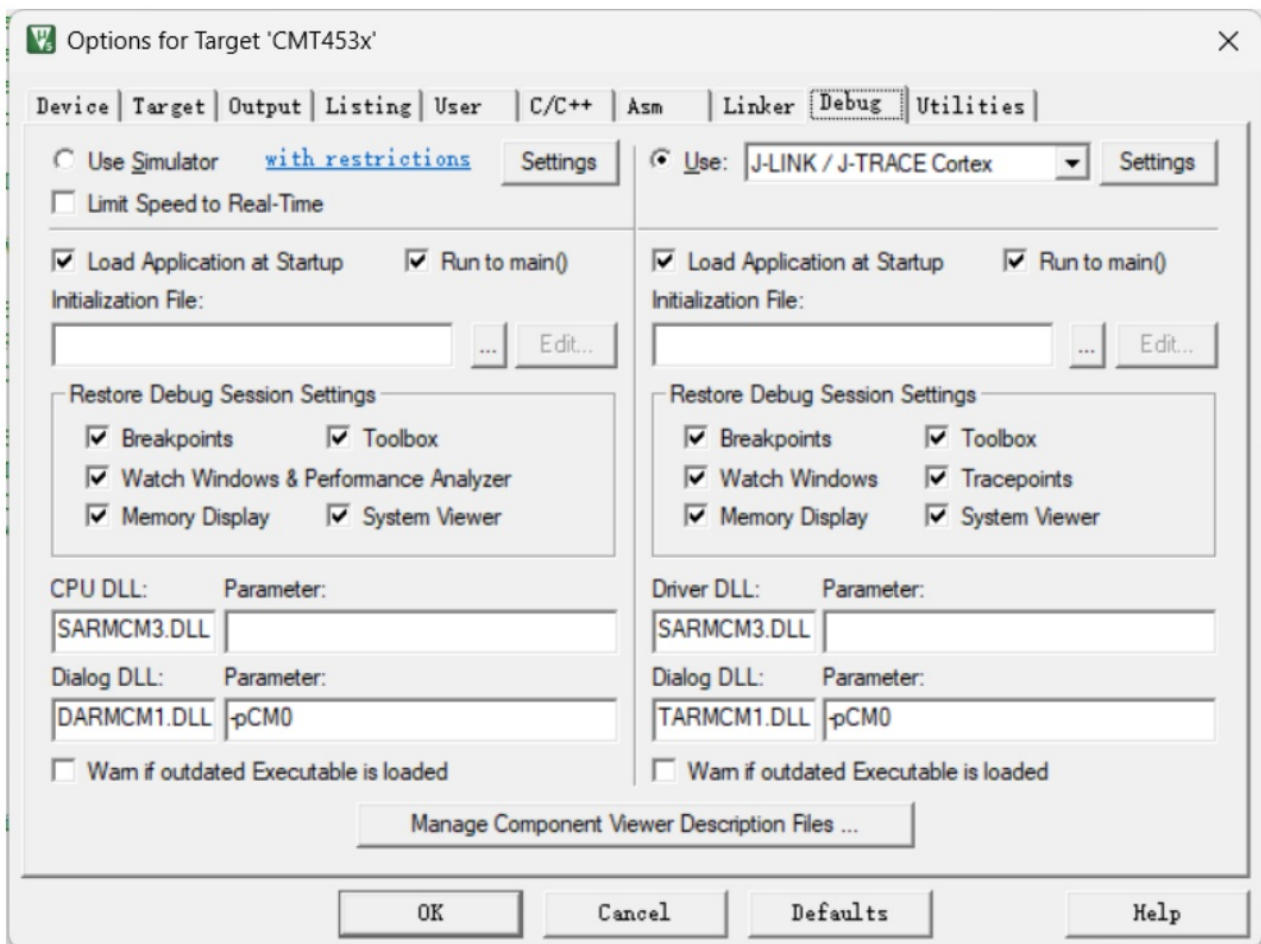 Options for Target 'CMT453x'
Device Target Output Listing User C/C++ Asm Linker Debug Utilities
Use Simulator with restrictions Settings
Limit Speed to Real-Time
Use: J-LINK / J-TRACE Cortex Settings
Load Application at Startup Run to main()
Initialization File:
... Edit...
Restore Debug Session Settings
Breakpoints Toolbox
Watch Windows & Performance Analyzer
Memory Display System Viewer
CPU DLL: Parameter:
SARMCM3.DLL
Dialog DLL: Parameter:
DARMCM1.DLL -pCM0
Warn if outdated Executable is loaded
Load Application at Startup Run to main()
Initialization File:
... Edit...
Restore Debug Session Settings
Breakpoints Toolbox
Watch Windows Tracepoints
Memory Display System Viewer
Driver DLL: Parameter:
SARMCM3.DLL
Dialog DLL: Parameter:
TARMCM1.DLL -pCM0
Warn if outdated Executable is loaded
Manage Component Viewer Description Files ...
OK Cancel Defaults Help